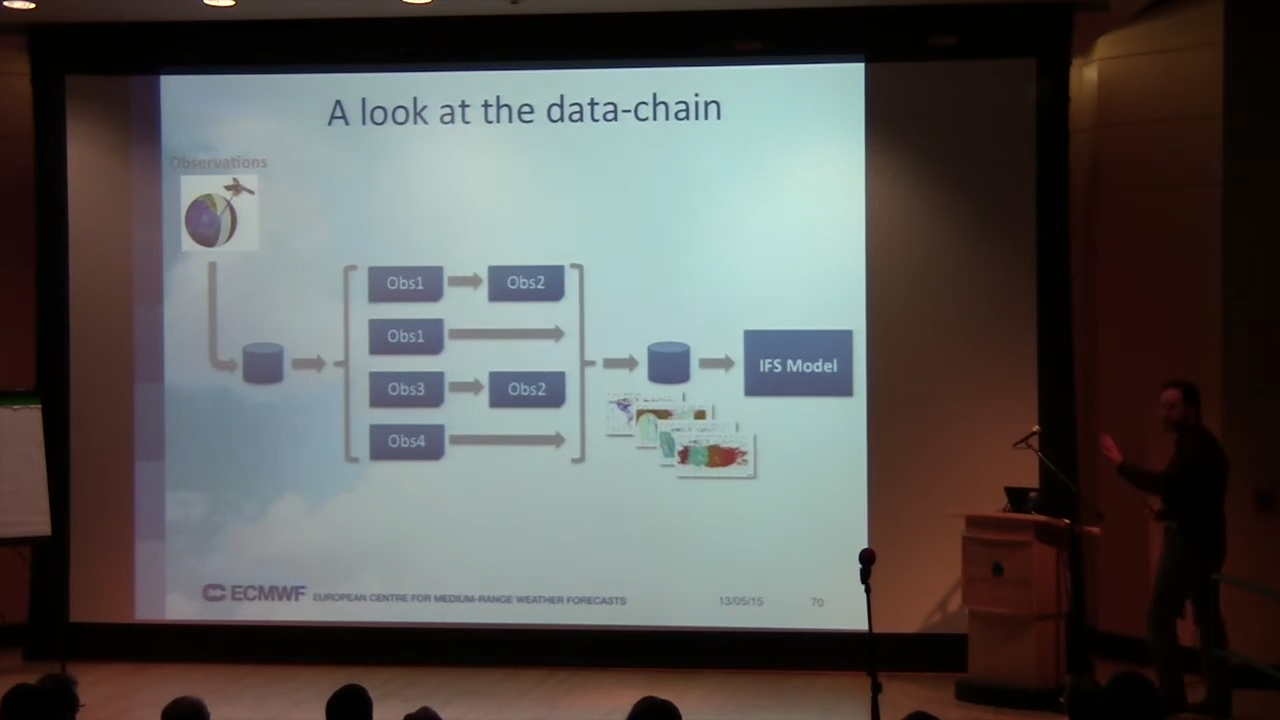 A look at the data-chain
Observations
Obs1
Obs2
Obs1
Obs3
Obs2
Obs4
IFS Model
ECMWF EUROPEAN CENTRE FOR MEDIUM-RANGE WEATHER FORECASTS
13/05/15
70